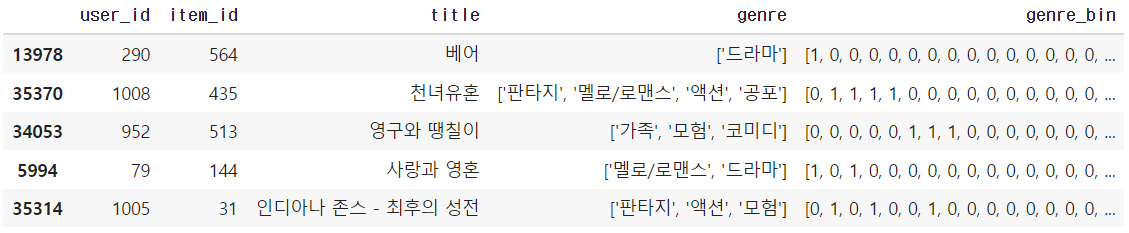 user_id item_id title genre genre_bin
13978 290 564 베어 ['드라마'] [1, 0, 0, 0, 0, 0, 0, 0, 0, 0, 0, 0, 0, 0, 0, ...
35370 1008 435 천녀유혼 ['판타지', '멜로/로맨스', '액션', '공포'] [0, 1, 1, 1, 1, 0, 0, 0, 0, 0, 0, 0, 0, 0, 0, ...
34053 952 513 영구와 땡칠이 ['가족', '모험', '코미디'] [0, 0, 0, 0, 0, 1, 1, 1, 0, 0, 0, 0, 0, 0, 0, ...
5994 79 144 사랑과 영혼 ['멜로/로맨스', '드라마'] [1, 0, 1, 0, 0, 0, 0, 0, 0, 0, 0, 0, 0, 0, 0, ...
35314 1005 31 인디아나 존스 - 최후의 성전 ['판타지', '액션', '모험'] [0, 1, 0, 1, 0, 0, 1, 0, 0, 0, 0, 0, 0, 0, 0, ...